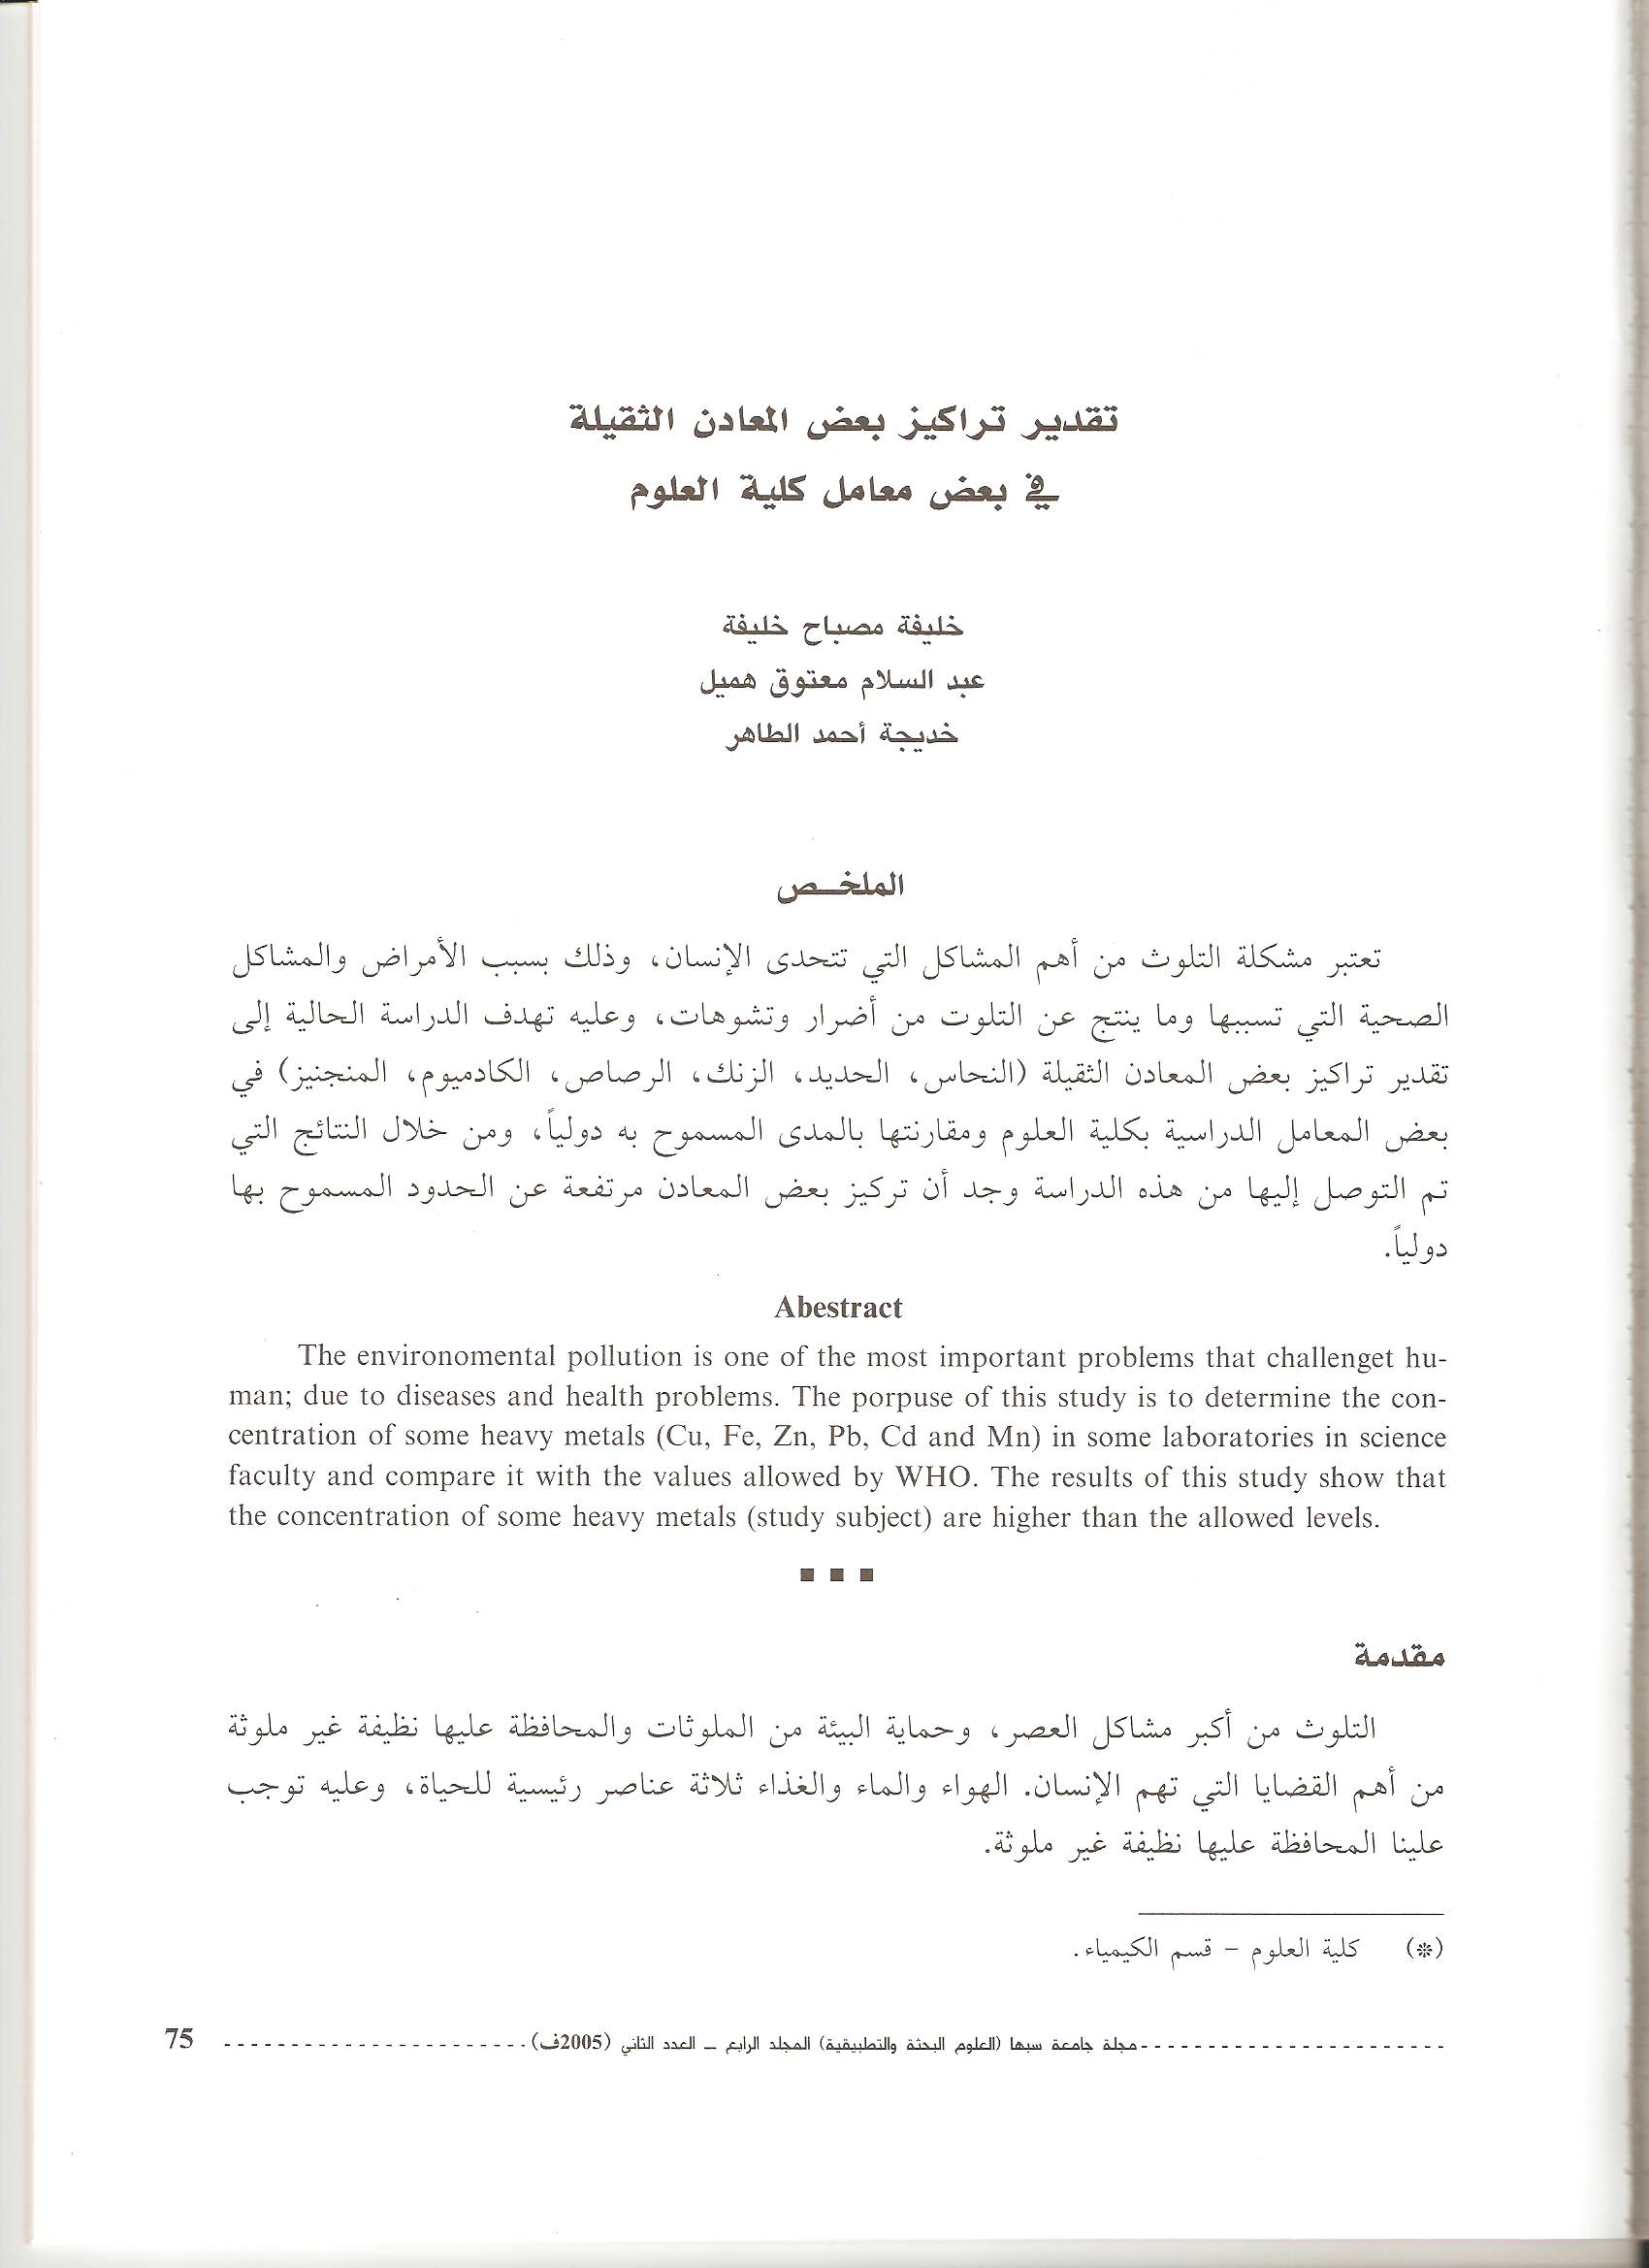 تقدير تراكيز بعض المعادن الثقيلة
في بعض معامل كلية العلوم
خليفة مصباح خليفة
عبد السلام معتوق هميل
خديجة أحمد الطاهر
الملخـــص
تعتبر مشكلة التلوث من أهم المشاكل التي تتحدى الإنسان، وذلك بسبب الأمراض والمشاكل
الصحية التي تسببها وما ينتج عن التلوت من أضرار وتشوهات، وعليه تهدف الدراسة الحالية إلى
تقدير تراكيز بعض المعادن الثقيلة (النحاس، الحديد، الزنك، الرصاص، الكادميوم، المنجنيز) في
بعض المعامل الدراسية بكلية العلوم ومقارنتها بالمدى المسموح به دولياً، ومن خلال النتائج التي
تم التوصل إليها من هذه الدراسة وجد أن تركيز بعض المعادن مرتفعة عن الحدود المسموح بها
دولياً.
Abestract
The environomental pollution is one of the most important problems that challenget hu-
man; due to diseases and health problems. The porpuse of this study is to determine the con-
centration of some heavy metals (Cu, Fe, Zn, Pb, Cd and Mn) in some laboratories in science
faculty and compare it with the values allowed by WHO. The results of this study show that
the concentration of some heavy metals (study subject) are higher than the allowed levels.
مقدمة
التلوث من أكبر مشاكل العصر، وحماية البيئة من الملوثات والمحافظة عليها نظيفة غير ملوثة
من أهم القضايا التي تهم الإنسان. الهواء والماء والغذاء ثلاثة عناصر رئيسية للحياة، وعليه توجب
علينا المحافظة عليها نظيفة غير ملوثة.
(*) كلية العلوم – قسم الكيمياء.
مجلة جامعة سبها (العلوم البحثة والتطبيقية) المجلد الرابع – العدد الثاني (2005ف) 75